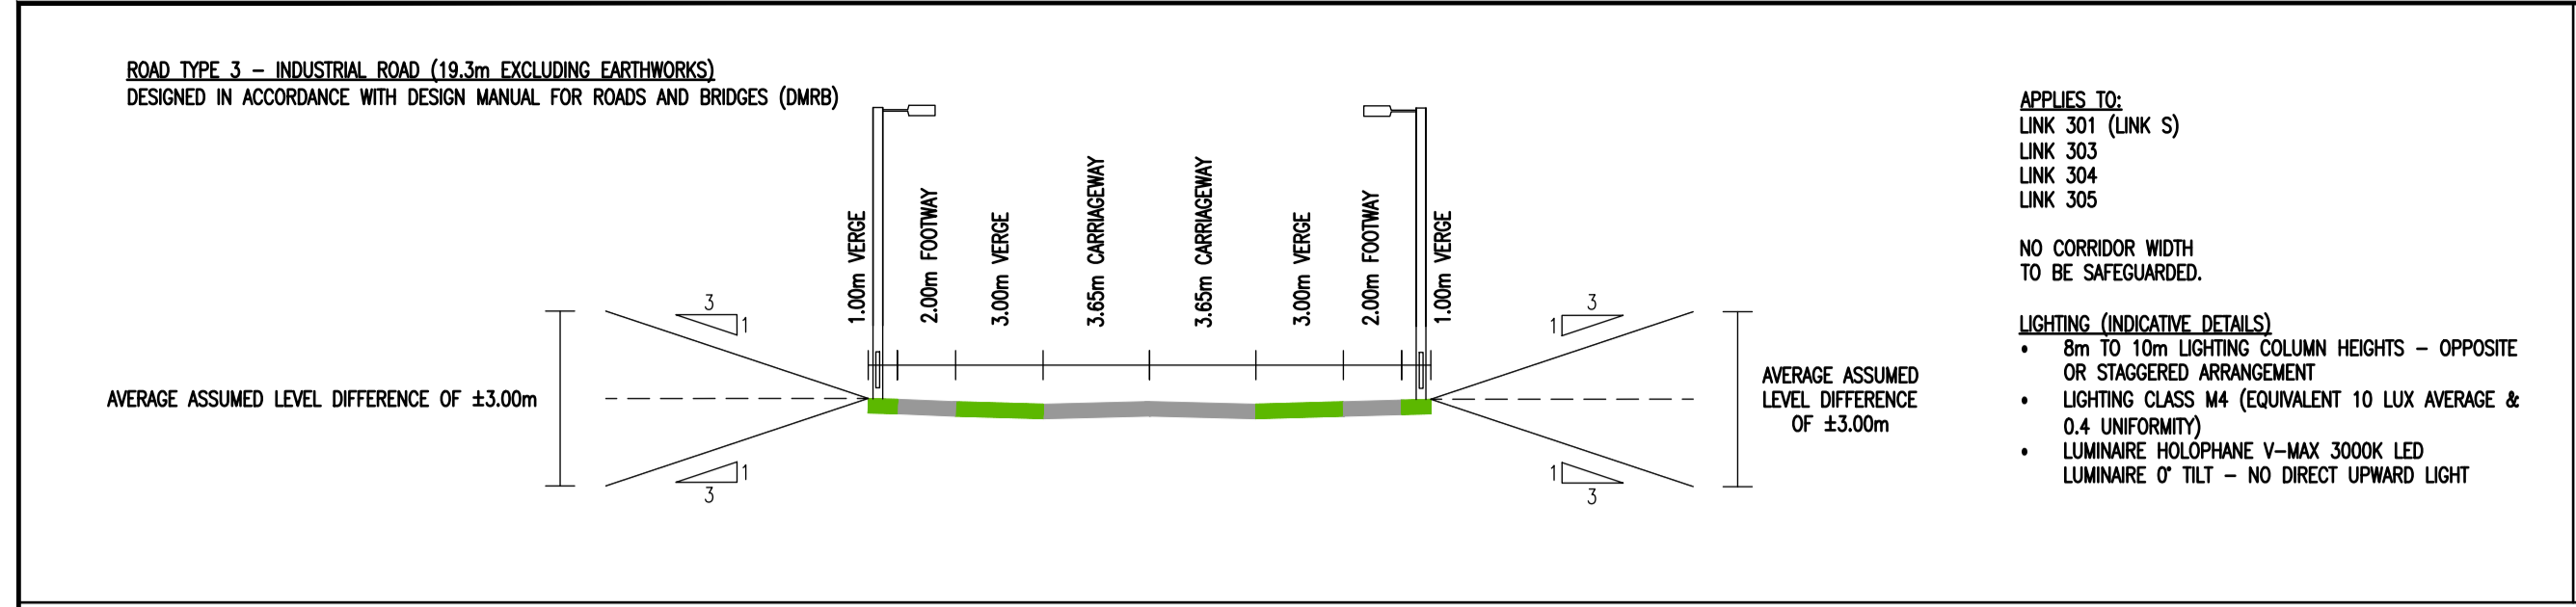 ROAD TYPE 3 – INDUSTRIAL ROAD (19.3m EXCLUDING EARTHWORKS)
DESIGNED IN ACCORDANCE WITH DESIGN MANUAL FOR ROADS AND BRIDGES (DMRB)
1.00m VERGE
2.00m FOOTWAY
3.00m VERGE
3.65m CARRIAGEWAY
3.65m CARRIAGEWAY
3.00m VERGE
2.00m FOOTWAY
1.00m VERGE
3
1
3
1
AVERAGE ASSUMED LEVEL DIFFERENCE OF ±3.00m
AVERAGE ASSUMED
LEVEL DIFFERENCE
OF ±3.00m
1
3
1
3
APPLIES TO:
LINK 301 (LINK S)
LINK 303
LINK 304
LINK 305
NO CORRIDOR WIDTH
TO BE SAFEGUARDED.
LIGHTING (INDICATIVE DETAILS)
• 8m TO 10m LIGHTING COLUMN HEIGHTS – OPPOSITE
OR STAGGERED ARRANGEMENT
• LIGHTING CLASS M4 (EQUIVALENT 10 LUX AVERAGE &
0.4 UNIFORMITY)
• LUMINAIRE HOLOPHANE V–MAX 3000K LED
LUMINAIRE 0° TILT – NO DIRECT UPWARD LIGHT